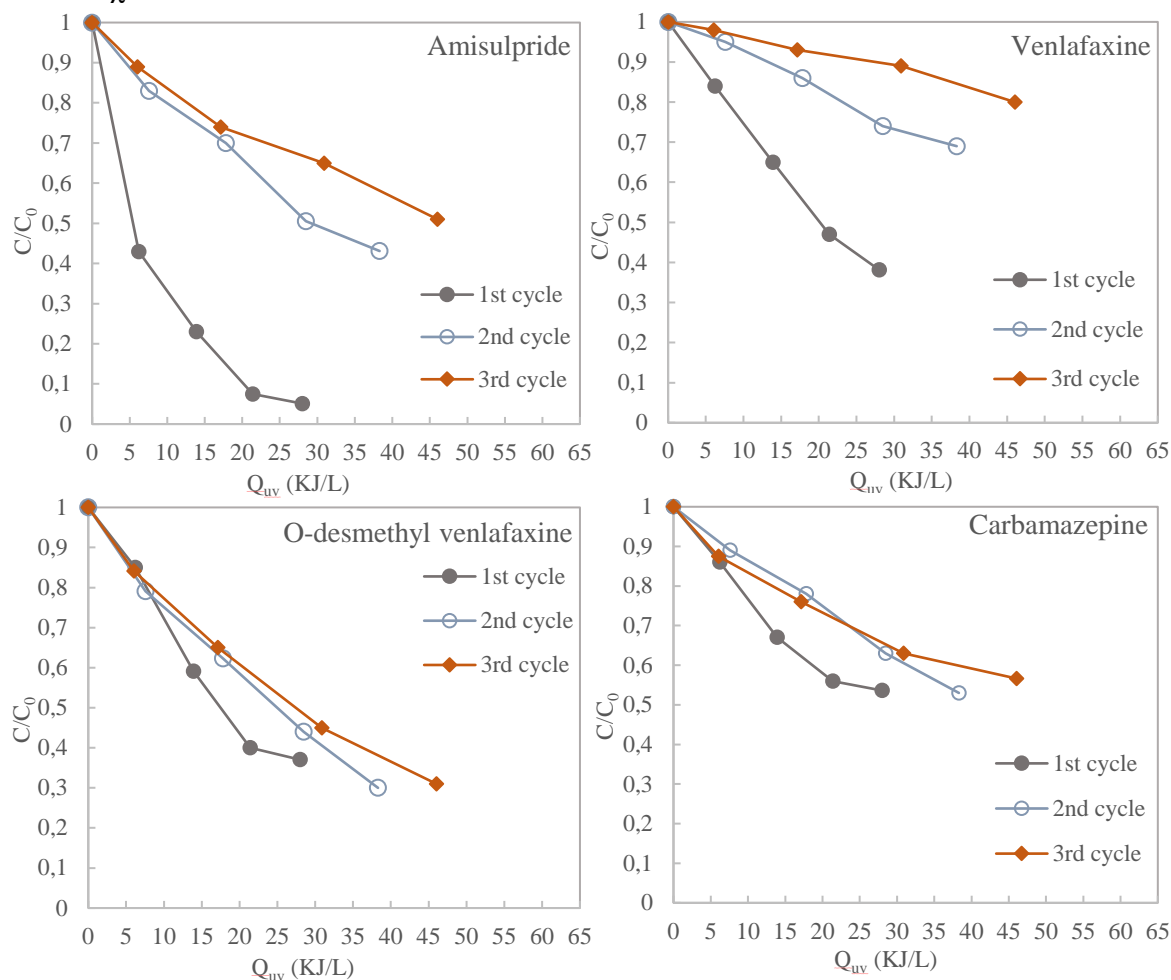 %
Amisulpride
1
0,9
0,8
0,7
0,6
0,5
0,4
0,3
0,2
0,1
0
C/C0
1st cycle
2nd cycle
3rd cycle
0 5 10 15 20 25 30 35 40 45 50 55 60 65
Quv (KJ/L)
Venlafaxine
1
0,9
0,8
0,7
0,6
0,5
0,4
0,3
0,2
0,1
0
C/C0
1st cycle
2nd cycle
3rd cycle
0 5 10 15 20 25 30 35 40 45 50 55 60 65
Quv (KJ/L)
O-desmethyl venlafaxine
1
0,9
0,8
0,7
0,6
0,5
0,4
0,3
0,2
0,1
0
C/C0
1st cycle
2nd cycle
3rd cycle
0 5 10 15 20 25 30 35 40 45 50 55 60 65
Quv (KJ/L)
Carbamazepine
1
0,9
0,8
0,7
0,6
0,5
0,4
0,3
0,2
0,1
0
C/C0
1st cycle
2nd cycle
3rd cycle
0 5 10 15 20 25 30 35 40 45 50 55 60 65
Quv (KJ/L)